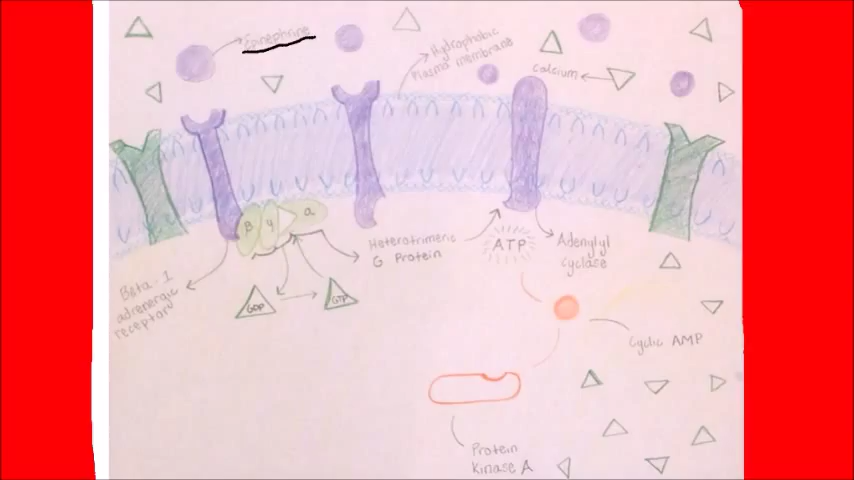 Epinephrine
Hydrophobic
Plasma membrane
calcium
β
γ
α
Heterotrimeric
G Protein
ATP
Adenylyl
cyclase
Beta-1
adrenergic
receptor
GDP
GTP
Cyclic AMP
Protein
Kinase A